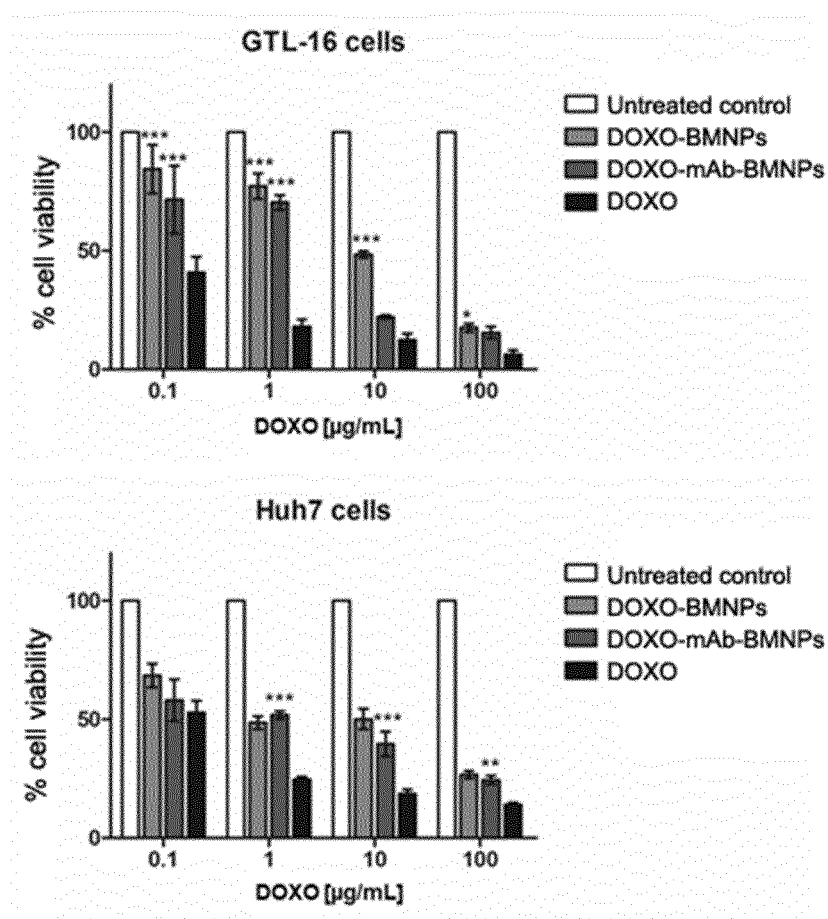 GTL-16 cells
Untreated control
DOXO-BMNPs
DOXO-mAb-BMNPs
DOXO
% cell viability
100
50
0
*** *** *** *** *** *
0.1 1 10 100
DOXO [µg/mL]
Huh7 cells
Untreated control
DOXO-BMNPs
DOXO-mAb-BMNPs
DOXO
% cell viability
100
50
0
*** *** **
0.1 1 10 100
DOXO [µg/mL]